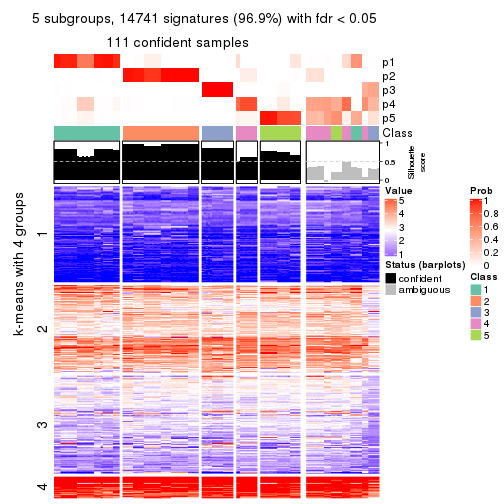 5 subgroups, 14741 signatures (96.9%) with fdr < 0.05
111 confident samples
p1
p2
p3
p4
p5
Class
1
0.5
0
Silhouette
score
k-means with 4 groups
1
2
3
4
Value
5
4
3
2
1
Status (barplots)
confident
ambiguous
Prob
1
0.8
0.6
0.4
0.2
0
Class
1
2
3
4
5